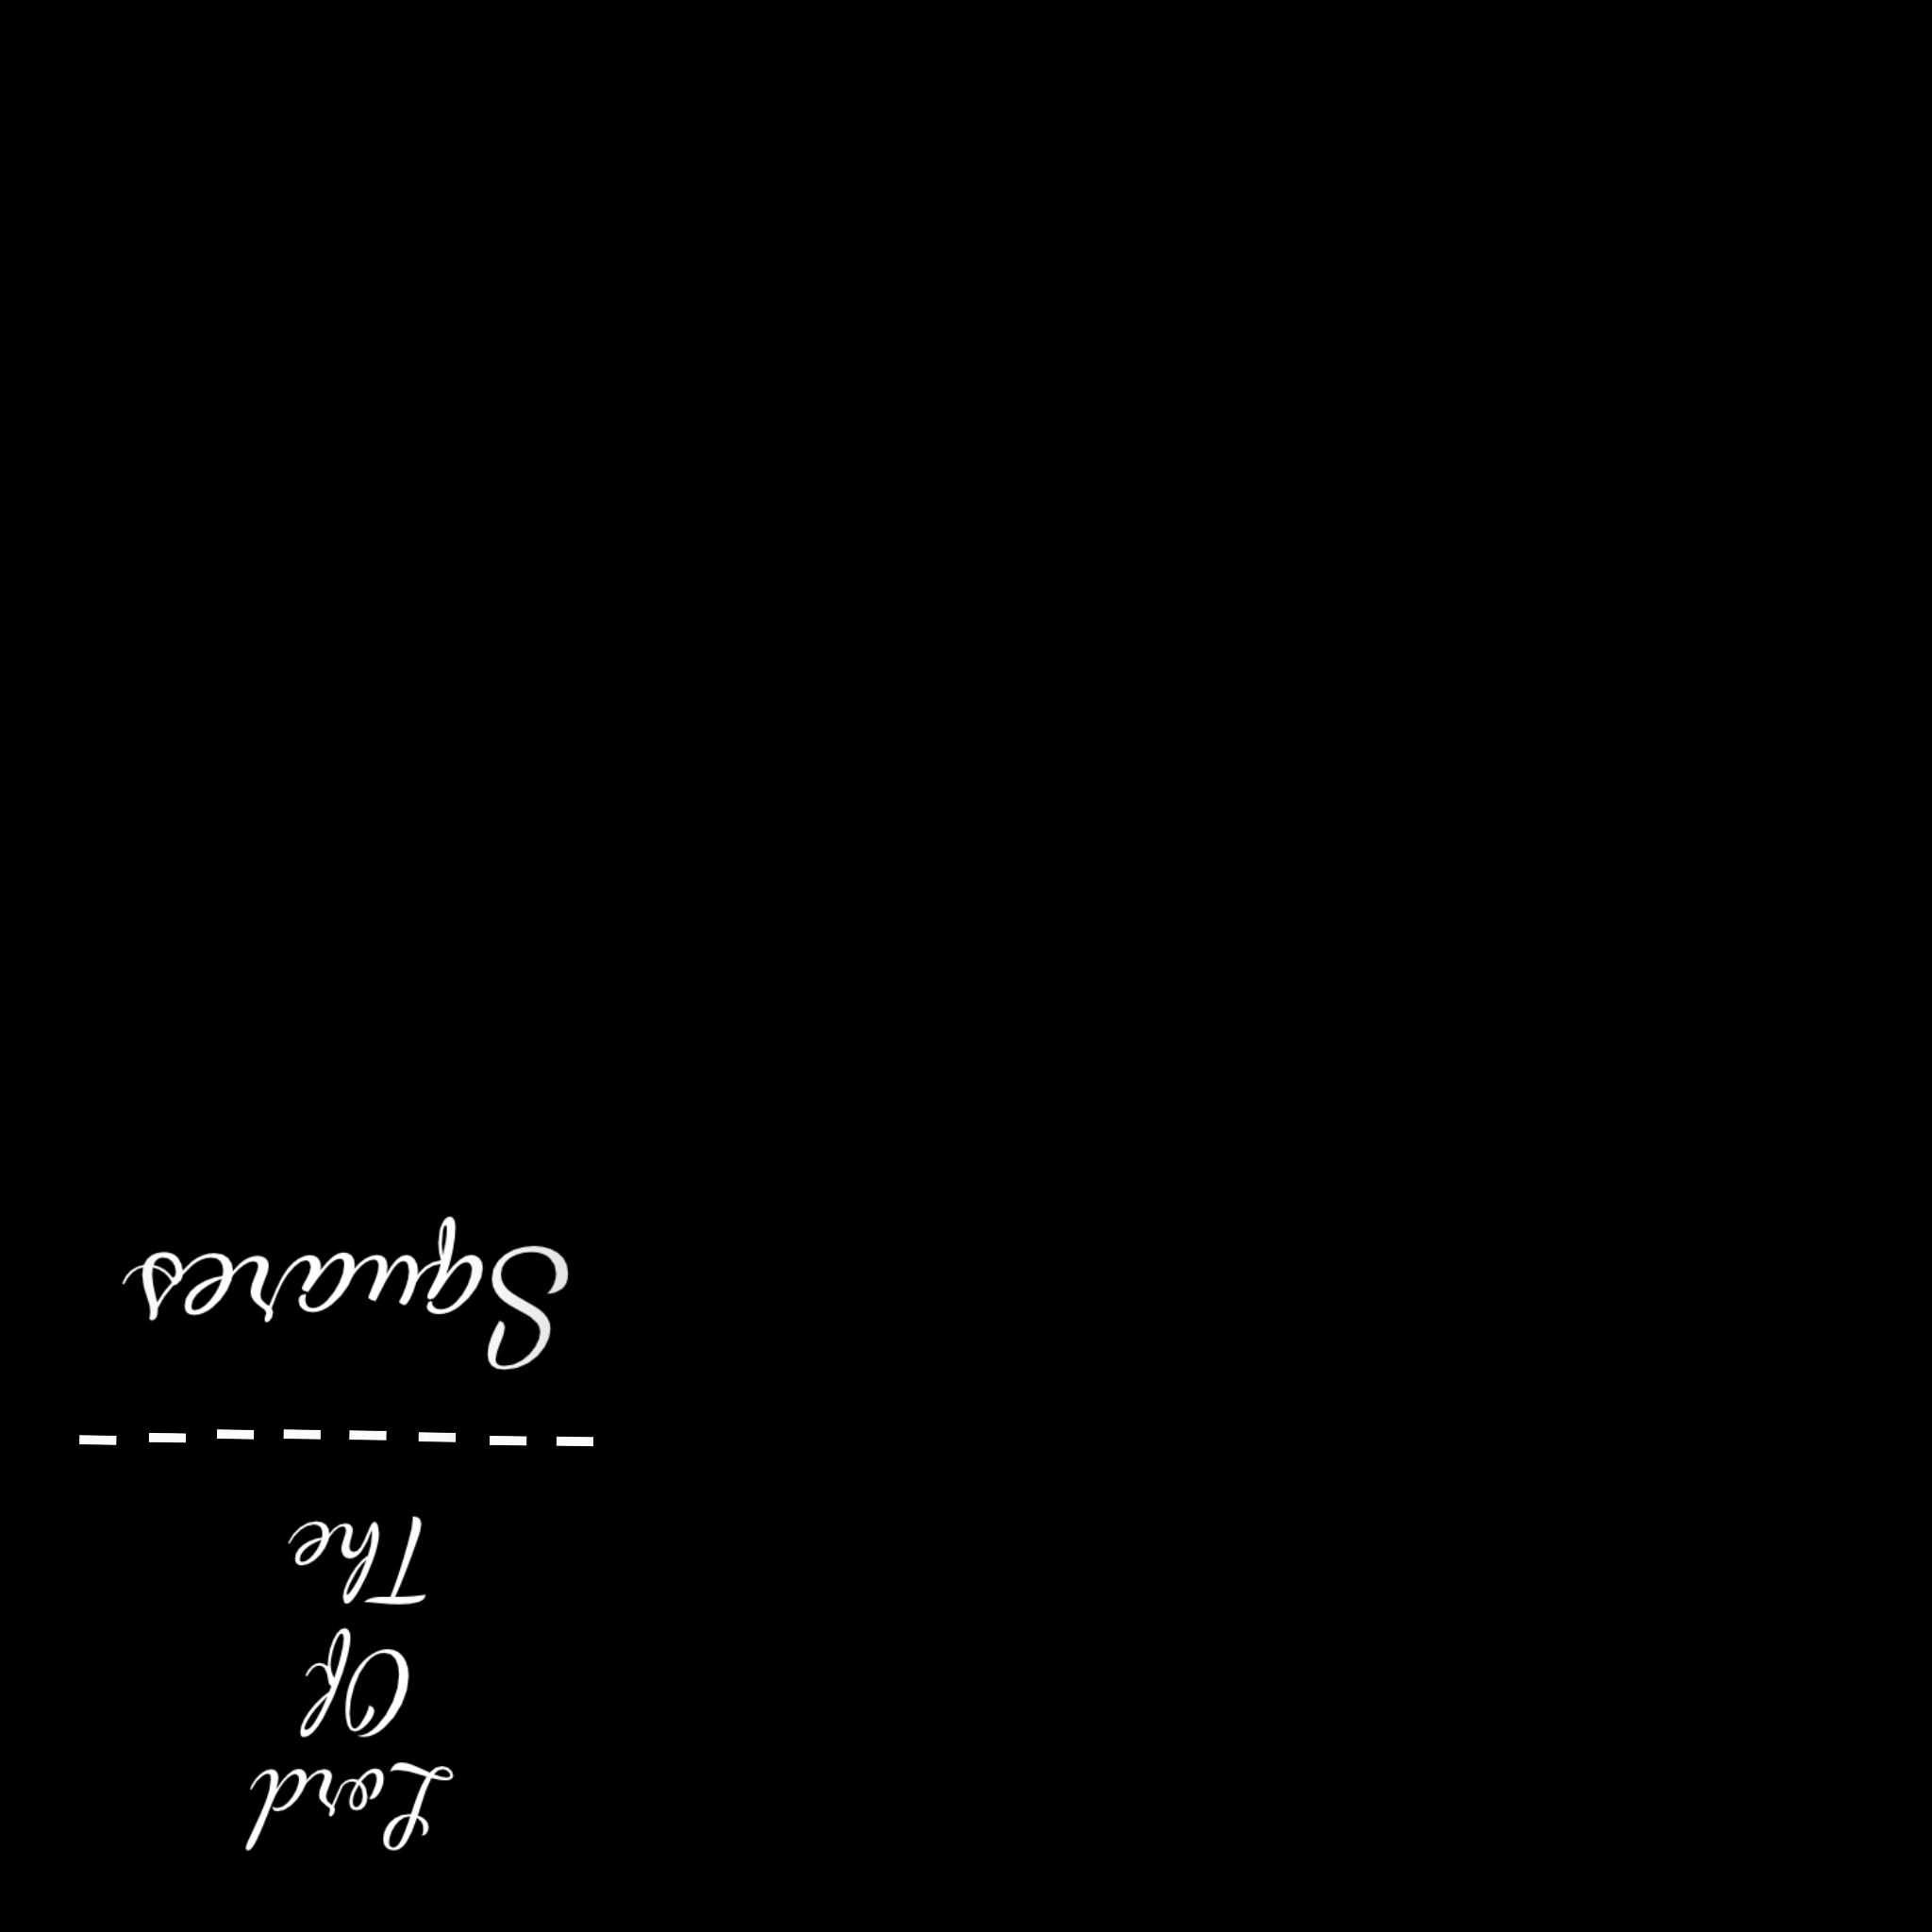 Lord
Of
The
--------
Squares